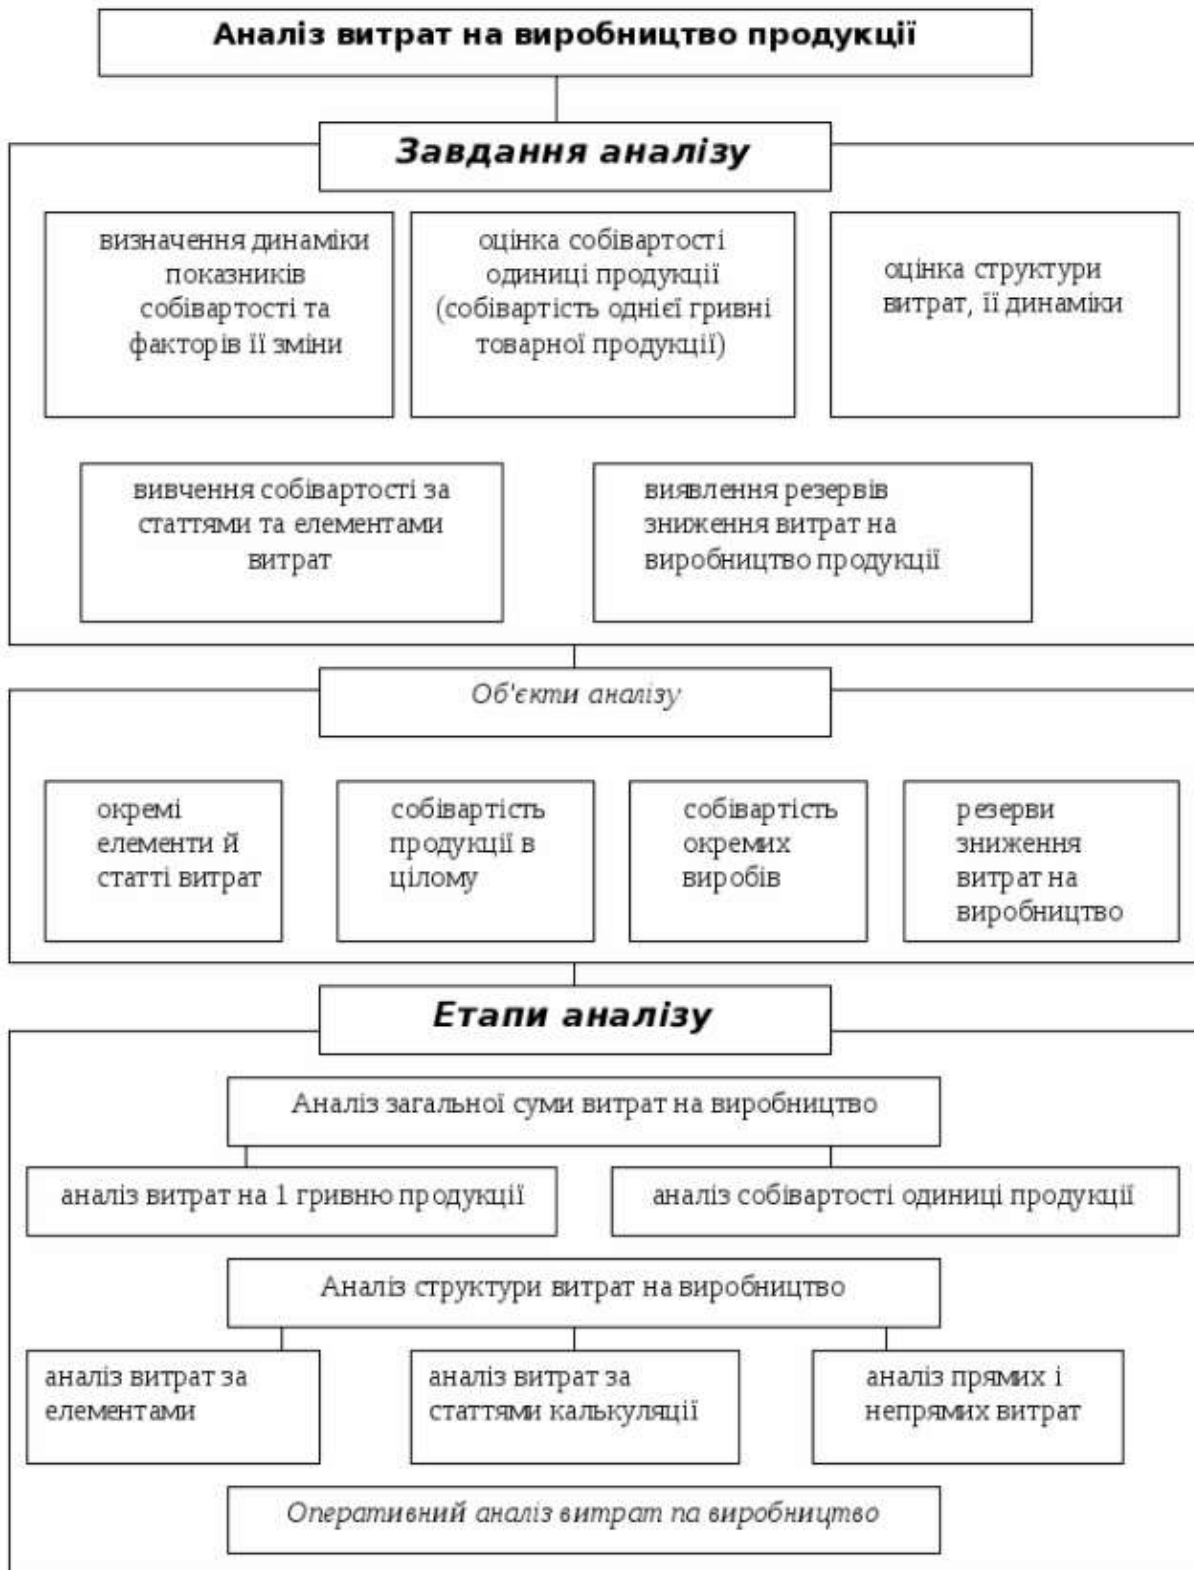 Аналіз витрат на виробництво продукції
Завдання аналізу
визначення динаміки
показників
собівартості та
факторів її зміни
оцінка собівартості
одиниці продукції
(собівартість однієї гривні
товарної продукції)
оцінка структури
витрат, її динаміки
вивчення собівартості за
статтями та елементами
витрат
виявлення резервів
зниження витрат на
виробництво продукції
Об'єкти аналізу
окремі
елементи й
статті витрат
собівартість
продукції в
цілому
собівартість
окремих
виробів
резерви
зниження
витрат на
виробництво
Етапи аналізу
Аналіз загальної суми витрат на виробництво
аналіз витрат на 1 гривню продукції
аналіз собівартості одиниці продукції
Аналіз структури витрат на виробництво
аналіз витрат за
елементами
аналіз витрат за
статтями калькуляції
аналіз прямих і
непрямих витрат
Оперативний аналіз витрат па виробництво